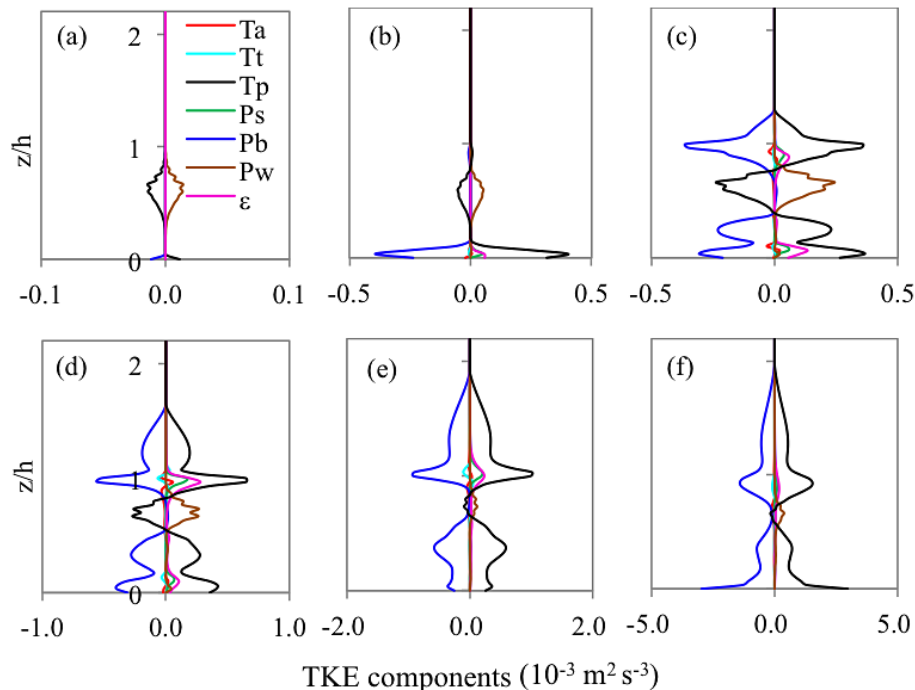 (a) 2 Ta (b) (c)
Tt
Tp
Ps
z/h 1 Pb
Pw
ε
0
-0.1 0.0 0.1 -0.5 0.0 0.5 -0.5 0.0 0.5
(d) 2 (e) (f)
z/h 1
0
-1.0 0.0 1.0 -2.0 0.0 2.0 -5.0 0.0 5.0
TKE components (10⁻³ m² s⁻³)